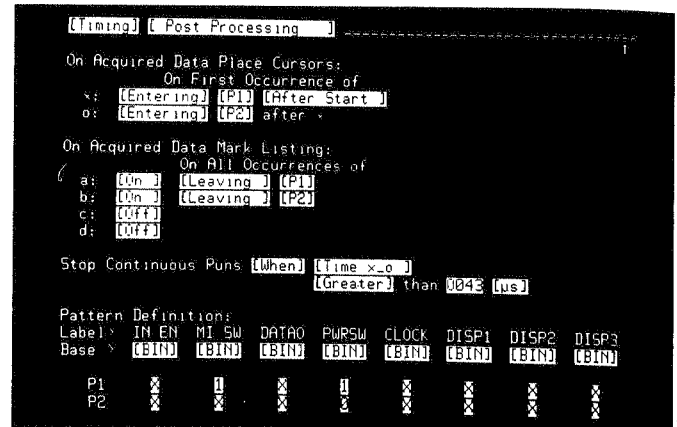 [Timing] [ Post Processing ]
1
On Acquired Data Place Cursors:
On First Occurrence of
x: [Entering] [P1] [After Start ]
o: [Entering] [P2] after x
On Acquired Data Mark Listing:
On All Occurrences of
a: [On ] [Leaving ] [P1]
b: [On ] [Leaving ] [P2]
c: [Off]
d: [Off]
Stop Continuous Runs [When] [Time x_o ]
[Greater] than 0043 [µs]
Pattern Definition:
Label> IN EN MI SW DATA0 PWRSW CLOCK DISP1 DISP2 DISP3
Base > [BIN] [BIN] [BIN] [BIN] [BIN] [BIN] [BIN] [BIN]
P1 X 1 X 1 X X X X
P2 X X X 0 X X X X